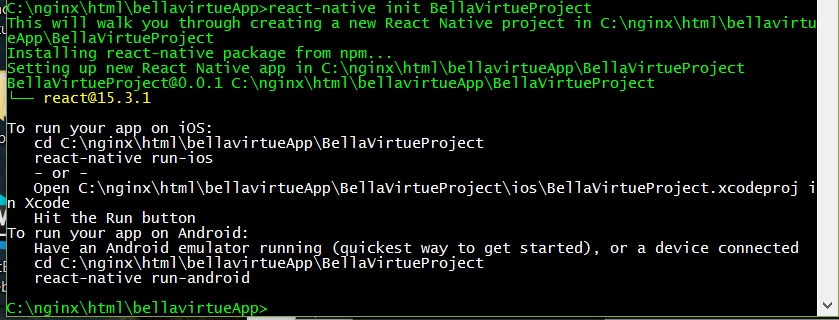 C:\nginx\html\bellavirtueApp>react-native init BellaVirtueProject
This will walk you through creating a new React Native project in C:\nginx\html\bellavirtu
eApp\BellaVirtueProject
Installing react-native package from npm...
Setting up new React Native app in C:\nginx\html\bellavirtueApp\BellaVirtueProject
BellaVirtueProject@0.0.1 C:\nginx\html\bellavirtueApp\BellaVirtueProject
└── react@15.3.1
To run your app on iOS:
cd C:\nginx\html\bellavirtueApp\BellaVirtueProject
react-native run-ios
- or -
Open C:\nginx\html\bellavirtueApp\BellaVirtueProject\ios\BellaVirtueProject.xcodeproj i
n Xcode
Hit the Run button
To run your app on Android:
Have an Android emulator running (quickest way to get started), or a device connected
cd C:\nginx\html\bellavirtueApp\BellaVirtueProject
react-native run-android
C:\nginx\html\bellavirtueApp>